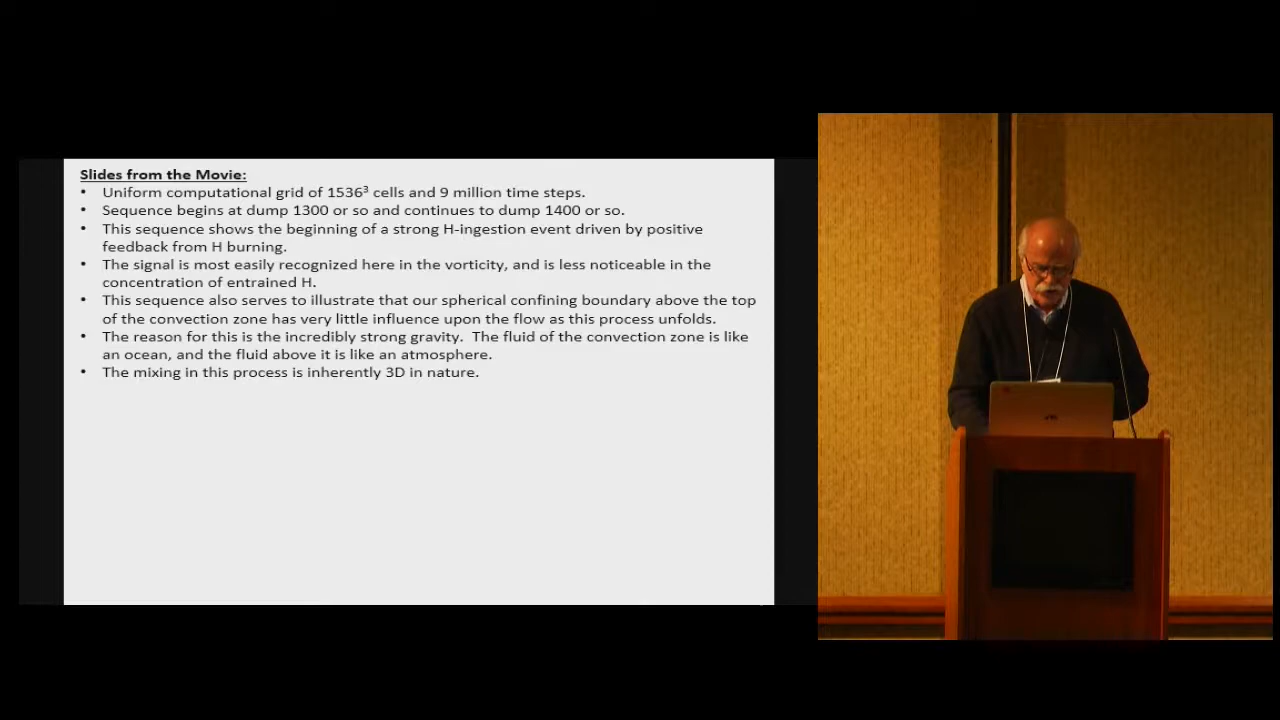 Slides from the Movie:
• Uniform computational grid of 1536³ cells and 9 million time steps.
• Sequence begins at dump 1300 or so and continues to dump 1400 or so.
• This sequence shows the beginning of a strong H-ingestion event driven by positive
feedback from H burning.
• The signal is most easily recognized here in the vorticity, and is less noticeable in the
concentration of entrained H.
• This sequence also serves to illustrate that our spherical confining boundary above the top
of the convection zone has very little influence upon the flow as this process unfolds.
• The reason for this is the incredibly strong gravity.  The fluid of the convection zone is like
an ocean, and the fluid above it is like an atmosphere.
• The mixing in this process is inherently 3D in nature.